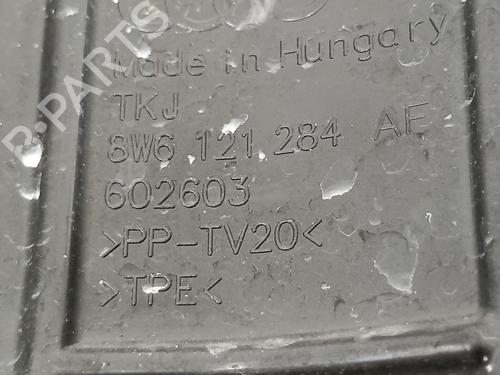 Made in Hungary
TKJ
8W6 121 284 AF
602603
>PP-TV20<
>TPE<
R-PARTS